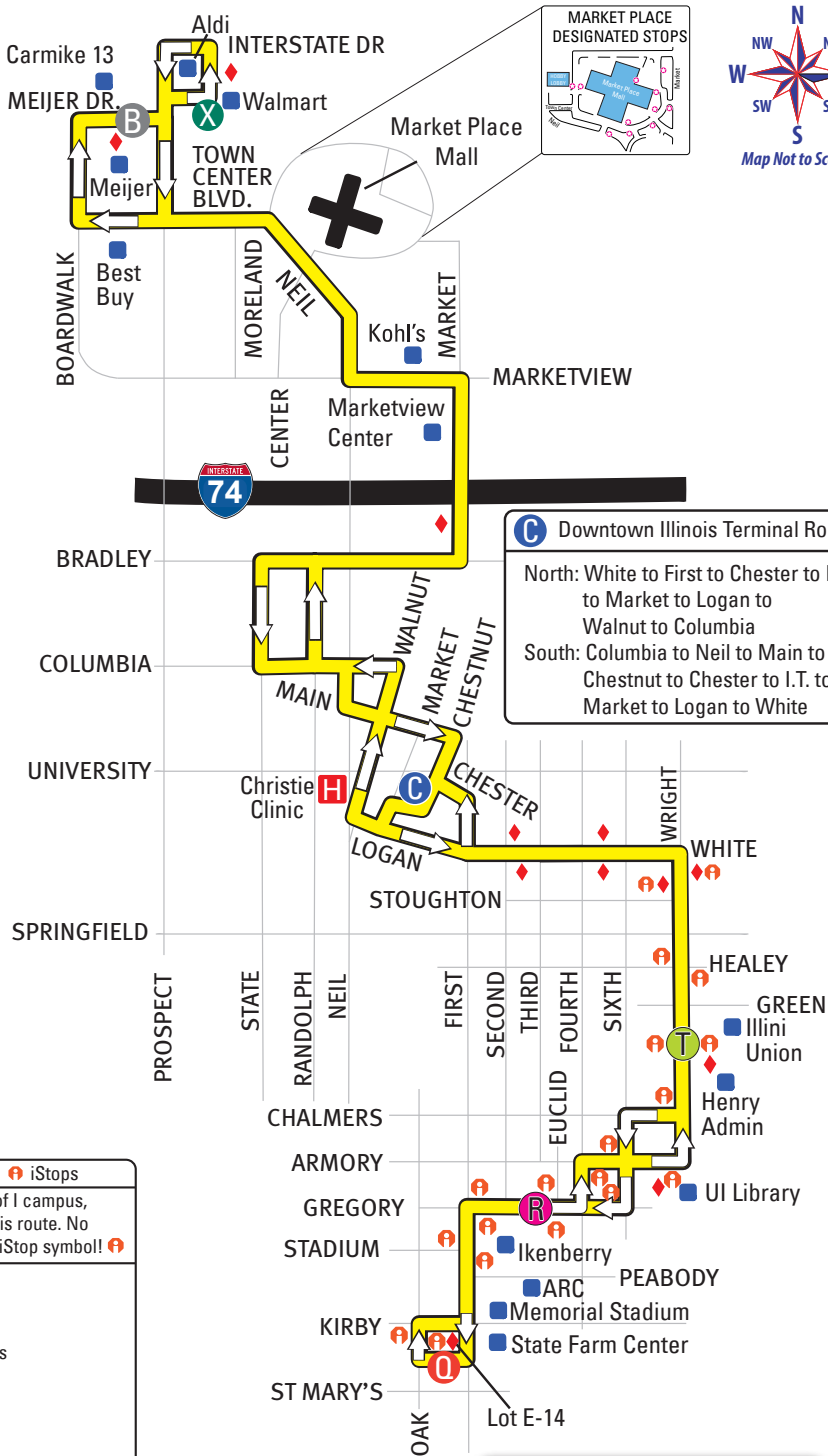 Aldi
INTERSTATE DR
Carmike 13
MEIJER DR.
B
X
Walmart
Meijer
TOWN
CENTER
BLVD.
Best
Buy
MARKET PLACE
DESIGNATED STOPS
Market Place
Mall
Market
Town Center
Neil
N
NW
W
SW
S
Map Not to Sc
Market Place
Mall
BOARDWALK
MORELAND
NEIL
CENTER
Kohl's
MARKET
MARKETVIEW
Marketview
Center
INTERSTATE
74
C Downtown Illinois Terminal Ro
North: White to First to Chester to
to Market to Logan to
Walnut to Columbia
South: Columbia to Neil to Main to
Chestnut to Chester to I.T. to
Market to Logan to White
BRADLEY
WALNUT
MARKET
CHESTNUT
COLUMBIA
MAIN
UNIVERSITY
Christie
Clinic
H
C
CHESTER
LOGAN
WRIGHT
WHITE
STOUGHTON
SPRINGFIELD
HEALEY
GREEN
PROSPECT
STATE
RANDOLPH
NEIL
FIRST
SECOND
THIRD
FOURTH
SIXTH
T
Illini
Union
Henry
Admin
EUCLID
CHALMERS
ARMORY
UI Library
GREGORY
R
STADIUM
Ikenberry
PEABODY
ARC
Memorial Stadium
KIRBY
State Farm Center
Q
ST MARY'S
OAK
Lot E-14
iStops
of I campus,
is route. No
iStop symbol!
s